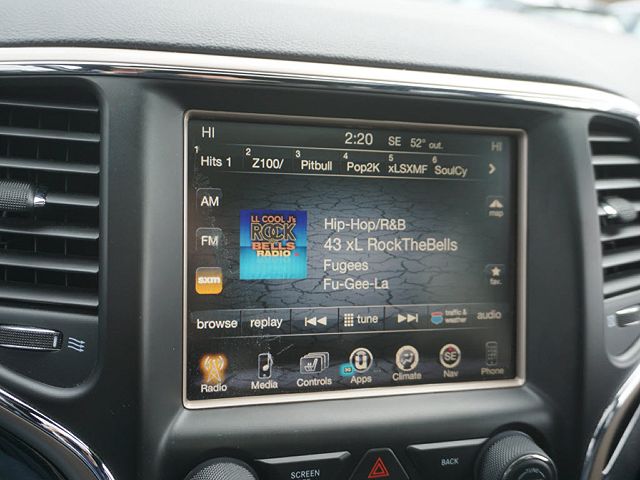 HI 2:20 SE 52° out. HI
1 Hits 1 2 Z100/ 3 Pitbull 4 Pop2K 5 xLSXMF 6 SoulCy
AM
FM
sxm
LL COOL J's
ROCK
THE
BELLS
RADIO
Hip-Hop/R&B
43 xL RockTheBells
Fugees
Fu-Gee-La
map
fav.
browse replay tune traffic & weather audio
Radio Media Controls Apps Climate Nav Phone
SCREEN BACK